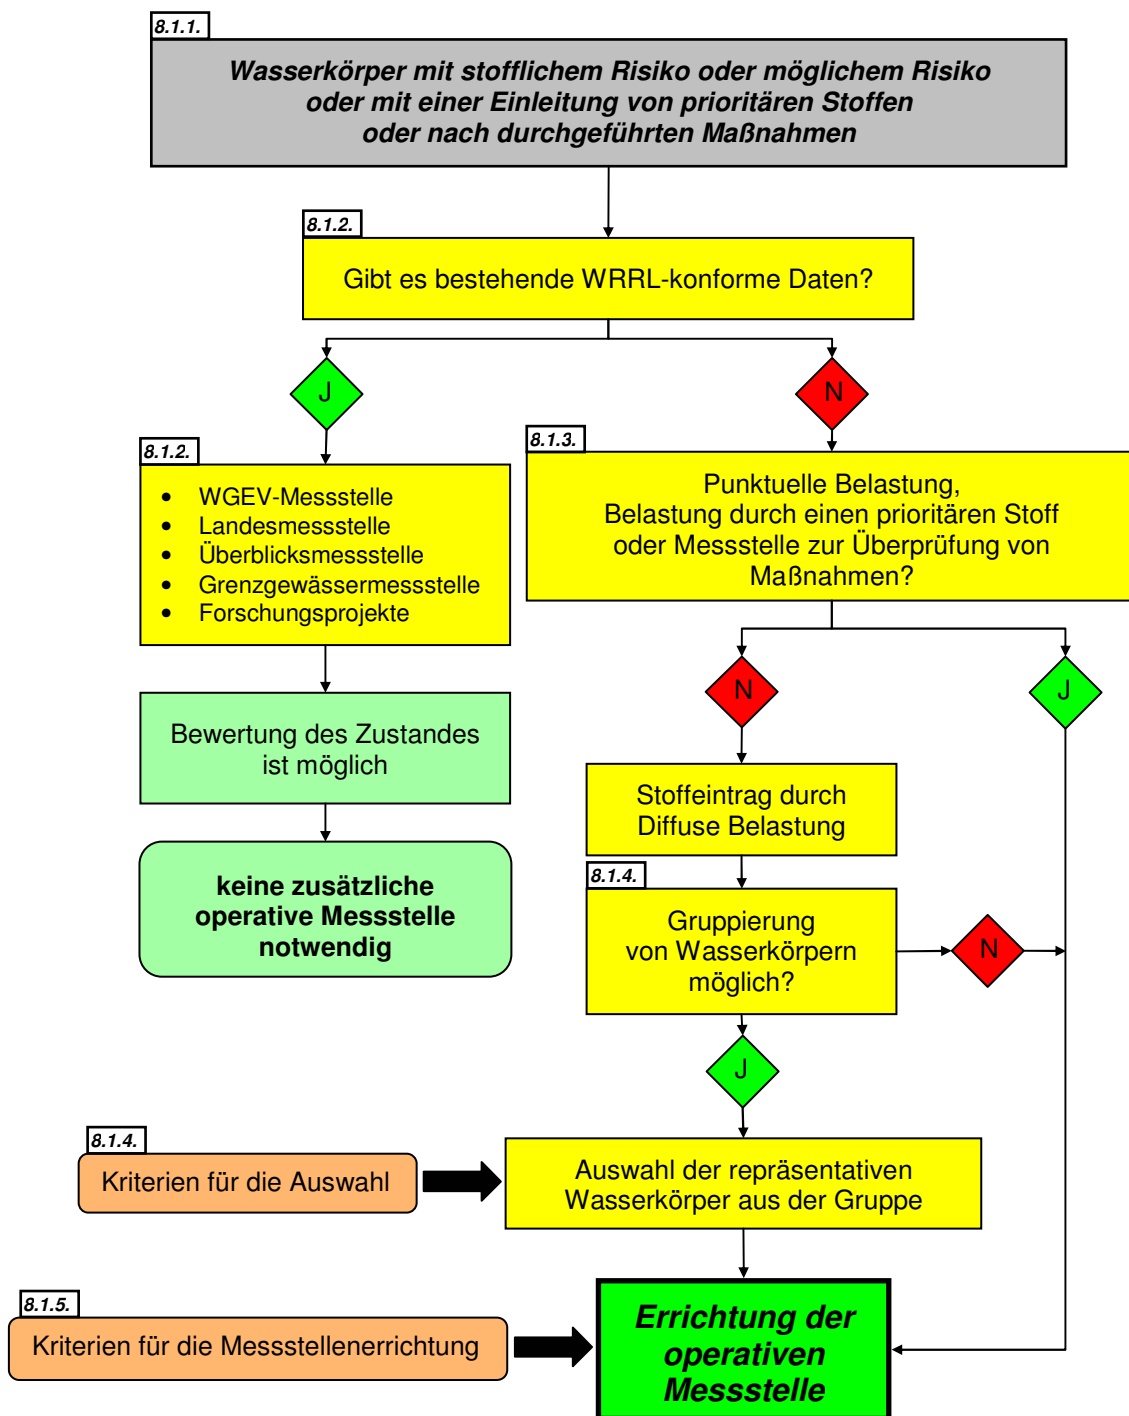 8.1.1.
Wasserkörper mit stofflichem Risiko oder möglichem Risiko
oder mit einer Einleitung von prioritären Stoffen
oder nach durchgeführten Maßnahmen
8.1.2.
Gibt es bestehende WRRL-konforme Daten?
J
N
8.1.2.
• WGEV-Messstelle
• Landesmessstelle
• Überblicksmessstelle
• Grenzgewässermessstelle
• Forschungsprojekte
8.1.3.
Punktuelle Belastung,
Belastung durch einen prioritären Stoff
oder Messstelle zur Überprüfung von
Maßnahmen?
N
J
Bewertung des Zustandes
ist möglich
Stoffeintrag durch
Diffuse Belastung
keine zusätzliche
operative Messstelle
notwendig
8.1.4.
Gruppierung
von Wasserkörpern
möglich?
N
J
8.1.4.
Kriterien für die Auswahl
Auswahl der repräsentativen
Wasserkörper aus der Gruppe
8.1.5.
Kriterien für die Messstellenerrichtung
Errichtung der
operativen
Messstelle